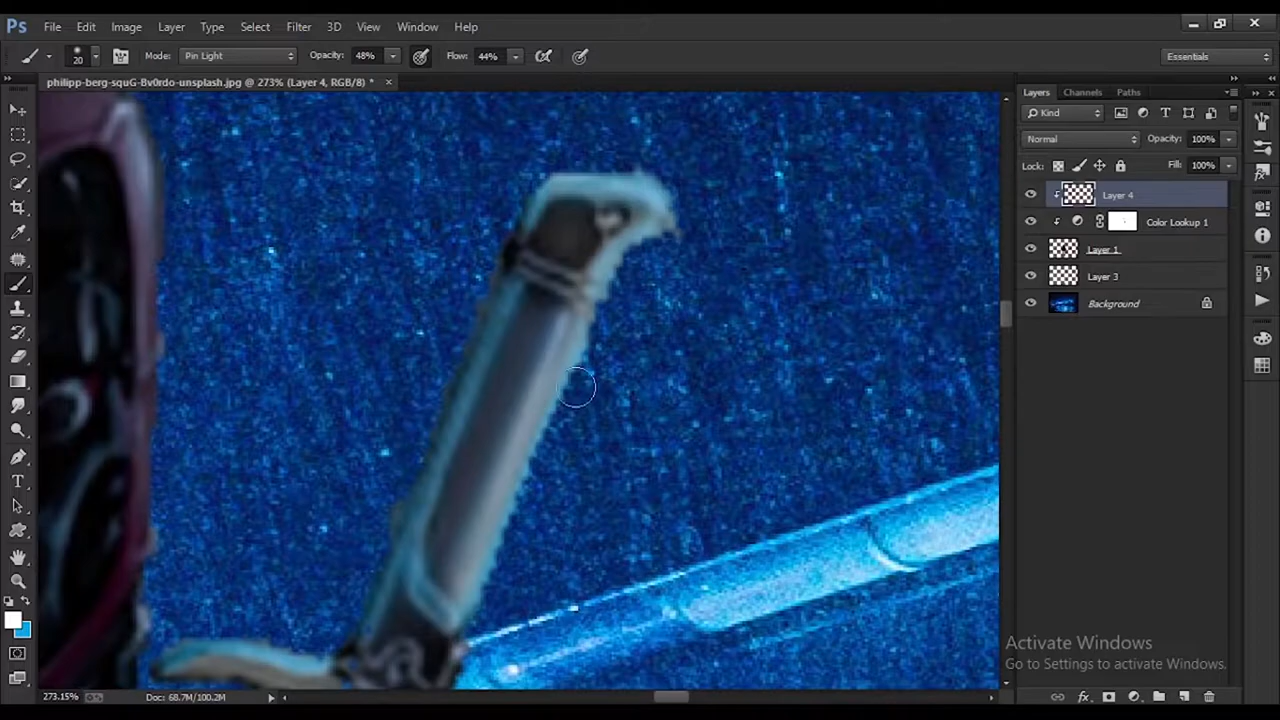 Ps File Edit Image Layer Type Select Filter 3D View Window Help
20 Mode: Pin Light Opacity: 48% Flow: 44% Essentials
philipp-berg-squG-Bv0rdo-unsplash.jpg @ 273% (Layer 4, RGB/8) *
Layers Channels Paths
Kind
Normal Opacity: 100%
Lock: Fill: 100%
Layer 4
Color Lookup 1
Layer 1
Layer 3
Background
Activate Windows
Go to Settings to activate Windows.
273.15% Doc: 68.7M/100.2M